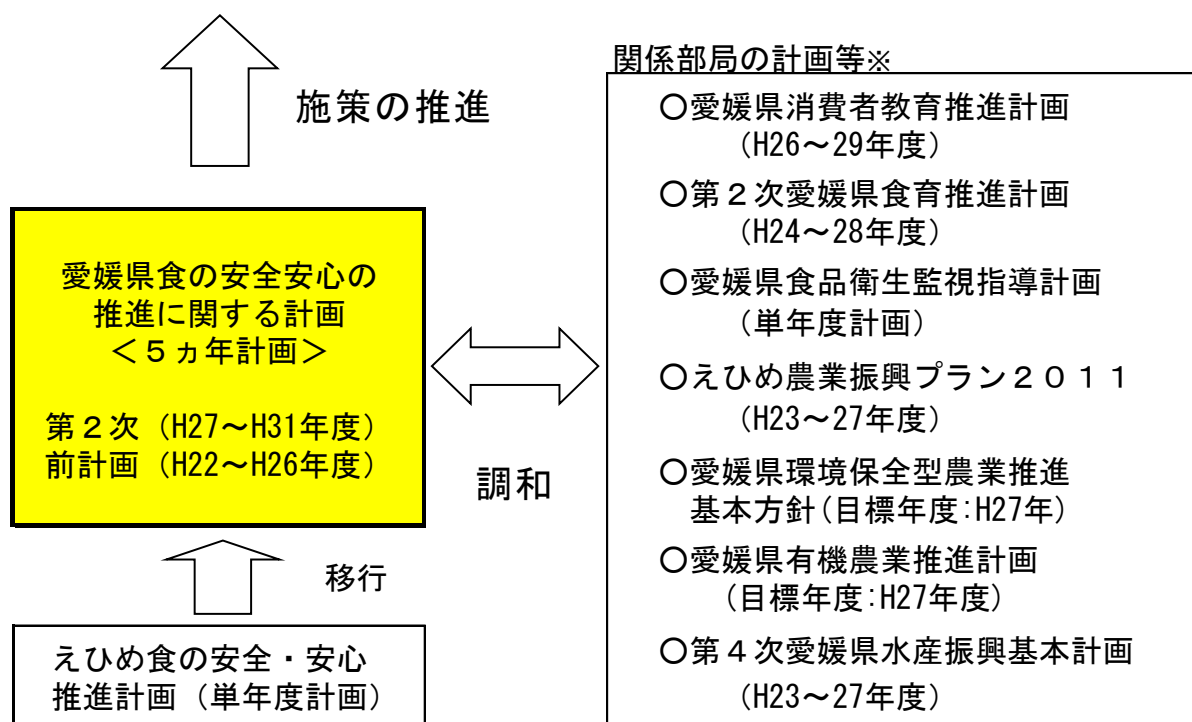 施策の推進
愛媛県食の安全安心の
推進に関する計画
<５ヵ年計画>
第２次（H27～H31年度）
前計画（H22～H26年度）
移行
えひめ食の安全・安心
推進計画（単年度計画）
調和
関係部局の計画等※
○愛媛県消費者教育推進計画
（H26～29年度）
○第２次愛媛県食育推進計画
（H24～28年度）
○愛媛県食品衛生監視指導計画
（単年度計画）
○えひめ農業振興プラン２０１１
（H23～27年度）
○愛媛県環境保全型農業推進
基本方針（目標年度：H27年）
○愛媛県有機農業推進計画
（目標年度：H27年度）
○第４次愛媛県水産振興基本計画
（H23～27年度）